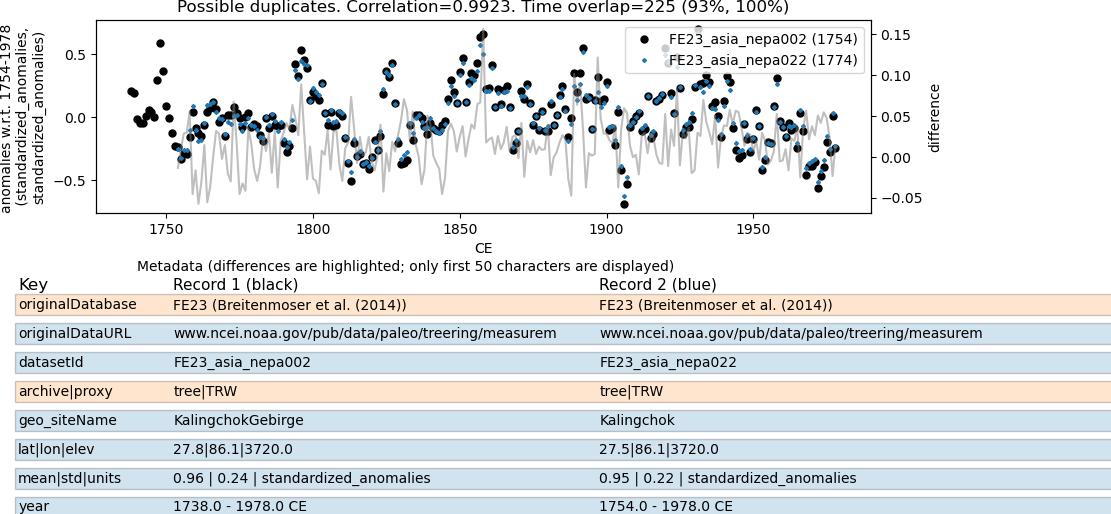 Possible duplicates. Correlation=0.9923. Time overlap=225 (93%, 100%)
anomalies w.r.t. 1754-1978
(standardized_anomalies,
standardized_anomalies)
0.5
0.0
−0.5
FE23_asia_nepa002 (1754)
FE23_asia_nepa022 (1774)
0.15
0.10
0.05
0.00
−0.05
difference
1750 1800 1850 1900 1950
CE
Metadata (differences are highlighted; only first 50 characters are displayed)
Key Record 1 (black) Record 2 (blue)
originalDatabase FE23 (Breitenmoser et al. (2014)) FE23 (Breitenmoser et al. (2014))
originalDataURL www.ncei.noaa.gov/pub/data/paleo/treering/measurem www.ncei.noaa.gov/pub/data/paleo/treering/measurem
datasetId FE23_asia_nepa002 FE23_asia_nepa022
archive|proxy tree|TRW tree|TRW
geo_siteName KalingchokGebirge Kalingchok
lat|lon|elev 27.8|86.1|3720.0 27.5|86.1|3720.0
mean|std|units 0.96 | 0.24 | standardized_anomalies 0.95 | 0.22 | standardized_anomalies
year 1738.0 - 1978.0 CE 1754.0 - 1978.0 CE